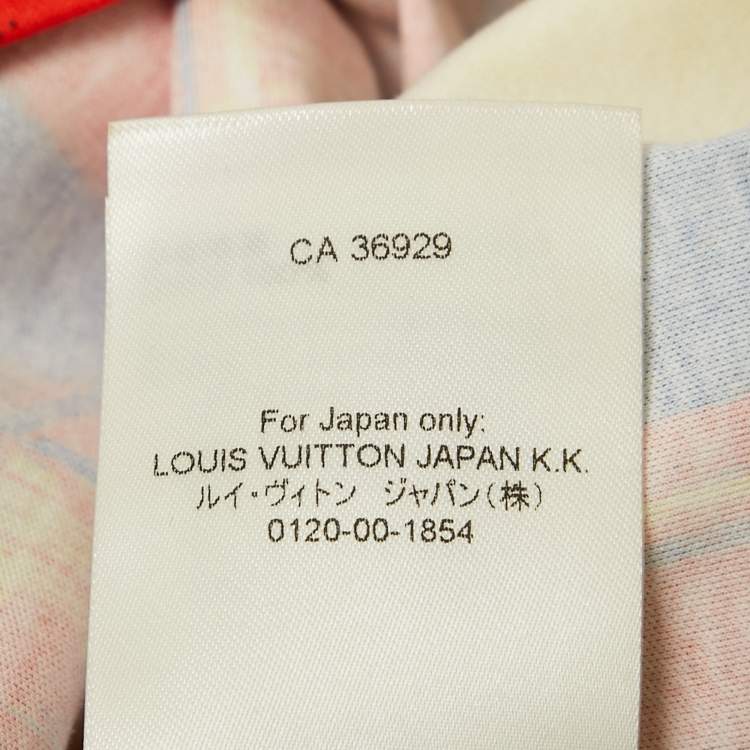 CA 36929
For Japan only:
LOUIS VUITTON JAPAN K.K.
ルイ・ヴィトン ジャパン(株)
0120-00-1854